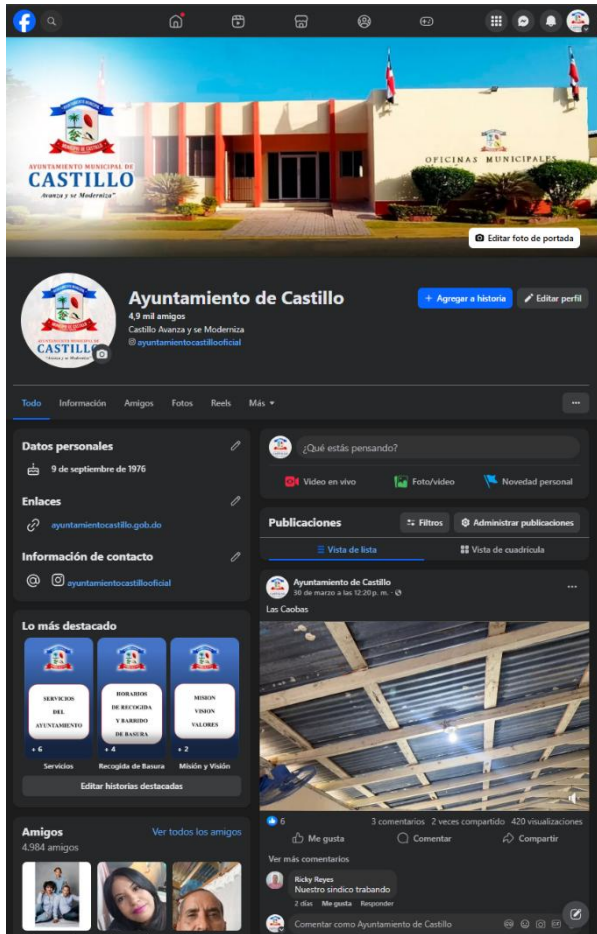 AYUNTAMIENTO MUNICIPAL DE
CASTILLO
Avanza y se Moderniza"
OFICINAS MUNICIPALES
Editar foto de portada
Ayuntamiento de Castillo
4,9 mil amigos
Castillo Avanza y se Moderniza
ayuntamientocastillooficial
+ Agregar a historia
Editar perfil
CASTILLO
Todo Información Amigos Fotos Reels Más
Datos personales
9 de septiembre de 1976
Enlaces
ayuntamientocastillo.gob.do
Información de contacto
ayuntamientocastillooficial
Lo más destacado
SERVICIOS
DEL
AYUNTAMIENTO
+ 6
Servicios
HORARIOS
DE RECOGIDA
Y BARRIDO
DE BASURA
+ 4
Recogida de Basura
MISION
VISION
VALORES
+ 2
Misión y Visión
Editar historias destacadas
Amigos
Ver todos los amigos
4.984 amigos
¿Qué estás pensando?
Video en vivo
Foto/video
Novedad personal
Publicaciones
Filtros
Administrar publicaciones
Vista de lista
Vista de cuadrícula
Ayuntamiento de Castillo
30 de marzo a las 12:20 p. m. ·
Las Caobas
6
3 comentarios 2 veces compartido 420 visualizaciones
Me gusta
Comentar
Compartir
Ver más comentarios
Ricky Reyes
Nuestro sindico trabando
2 días Me gusta Responder
Comentar como Ayuntamiento de Castillo